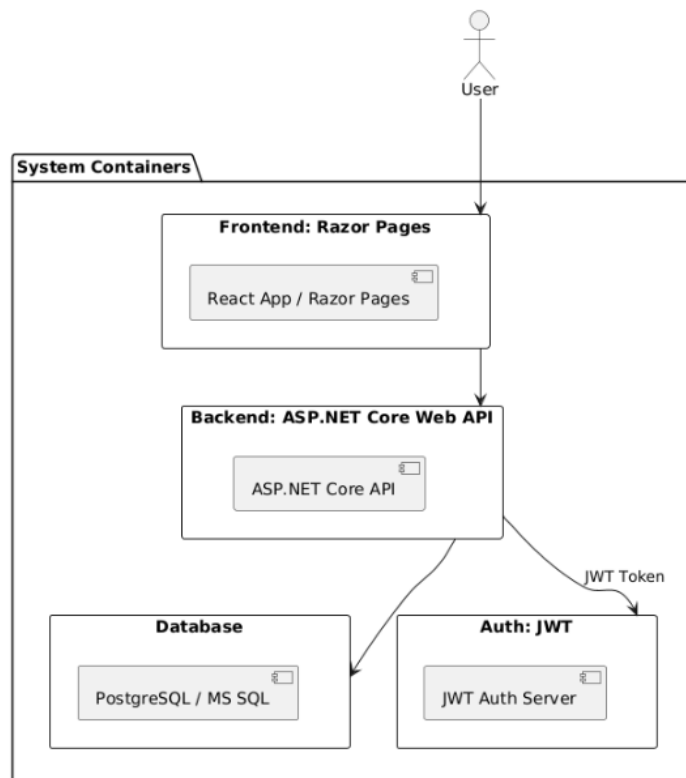 User
System Containers
Frontend: Razor Pages
React App / Razor Pages
Backend: ASP.NET Core Web API
ASP.NET Core API
JWT Token
Database
Auth: JWT
PostgreSQL / MS SQL
JWT Auth Server